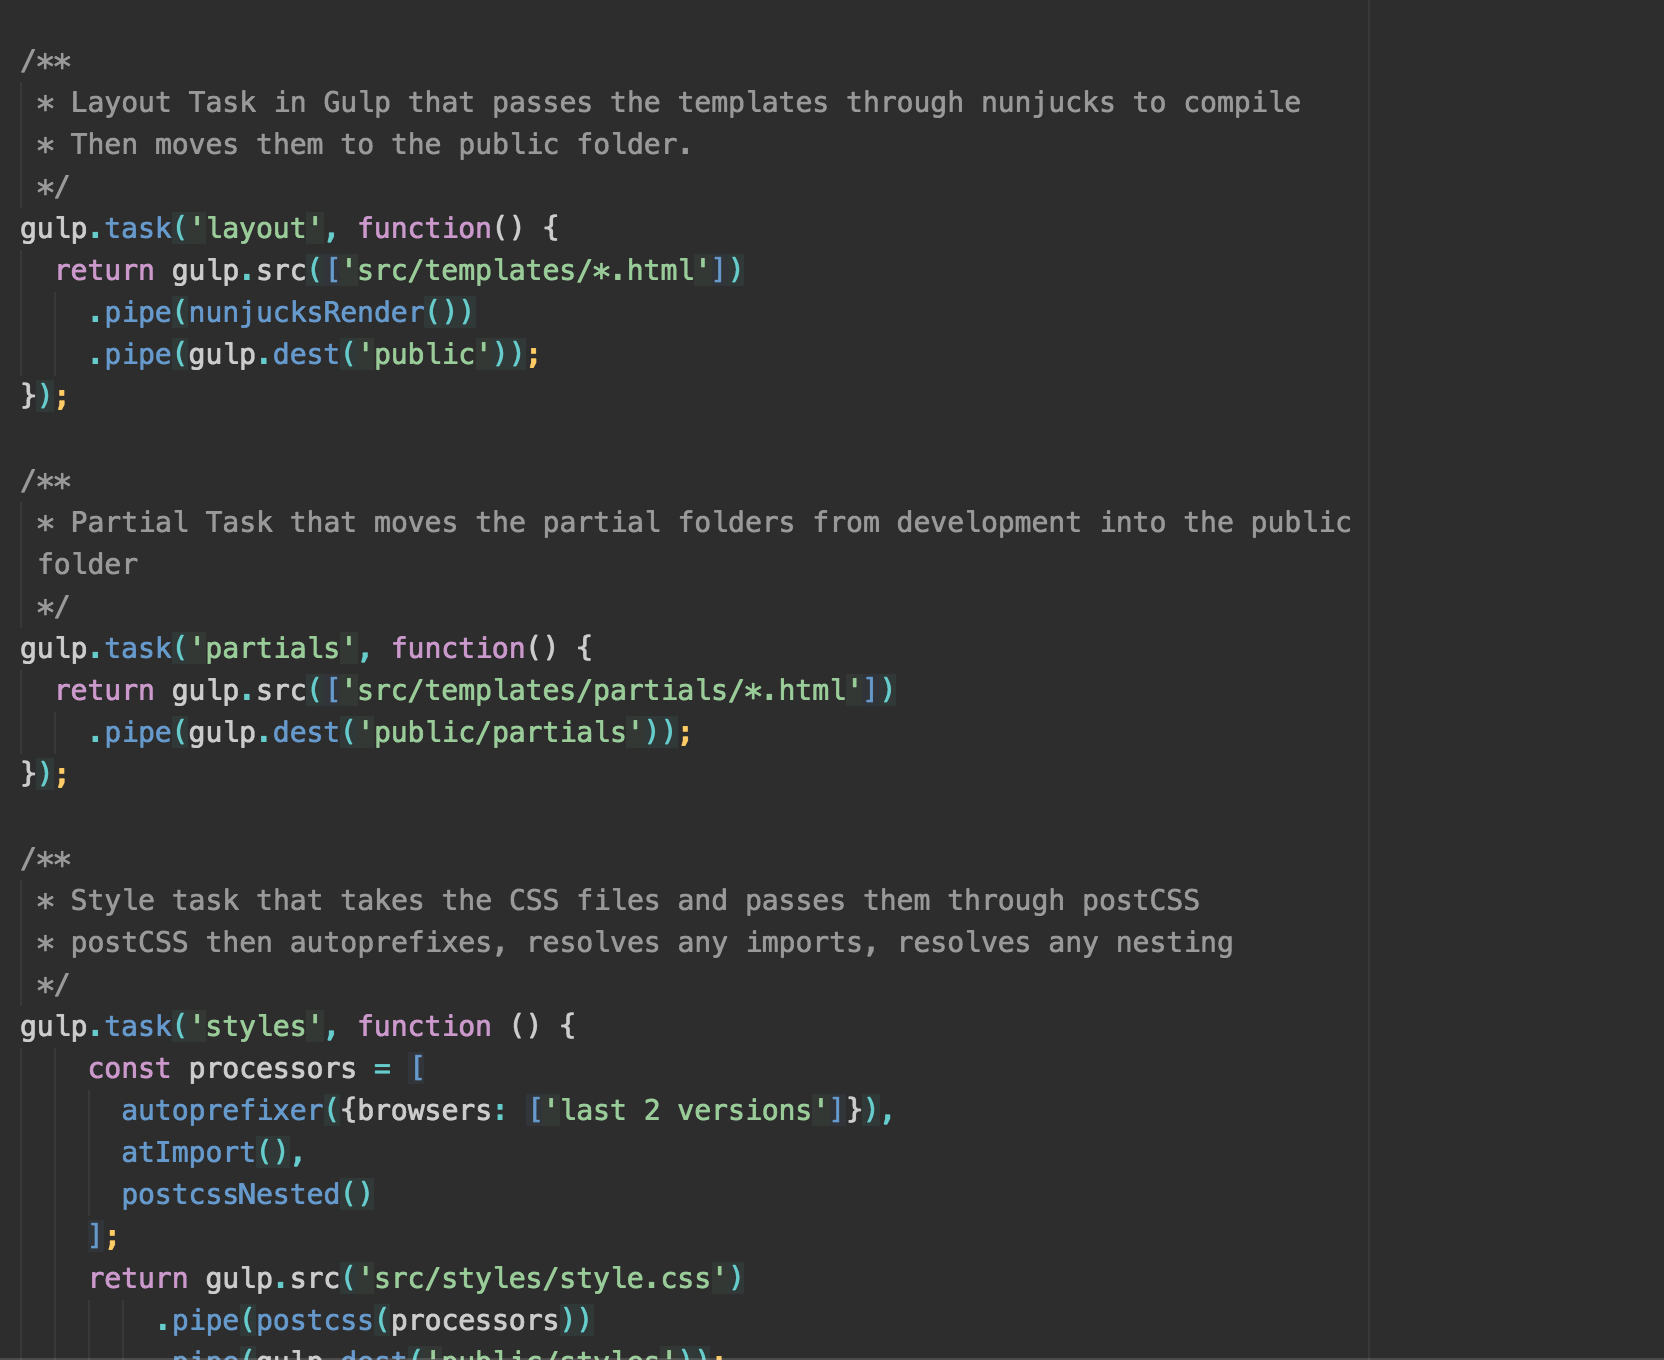 /**
 * Layout Task in Gulp that passes the templates through nunjucks to compile
 * Then moves them to the public folder.
 */
gulp.task('layout', function() {
  return gulp.src(['src/templates/*.html'])
    .pipe(nunjucksRender())
    .pipe(gulp.dest('public'));
});
/**
 * Partial Task that moves the partial folders from development into the public
 folder
 */
gulp.task('partials', function() {
  return gulp.src(['src/templates/partials/*.html'])
    .pipe(gulp.dest('public/partials'));
});
/**
 * Style task that takes the CSS files and passes them through postCSS
 * postCSS then autoprefixes, resolves any imports, resolves any nesting
 */
gulp.task('styles', function () {
    const processors = [
      autoprefixer({browsers: ['last 2 versions']}),
      atImport(),
      postcssNested()
    ];
    return gulp.src('src/styles/style.css')
        .pipe(postcss(processors))
        .pipe(gulp.dest('public/styles'));